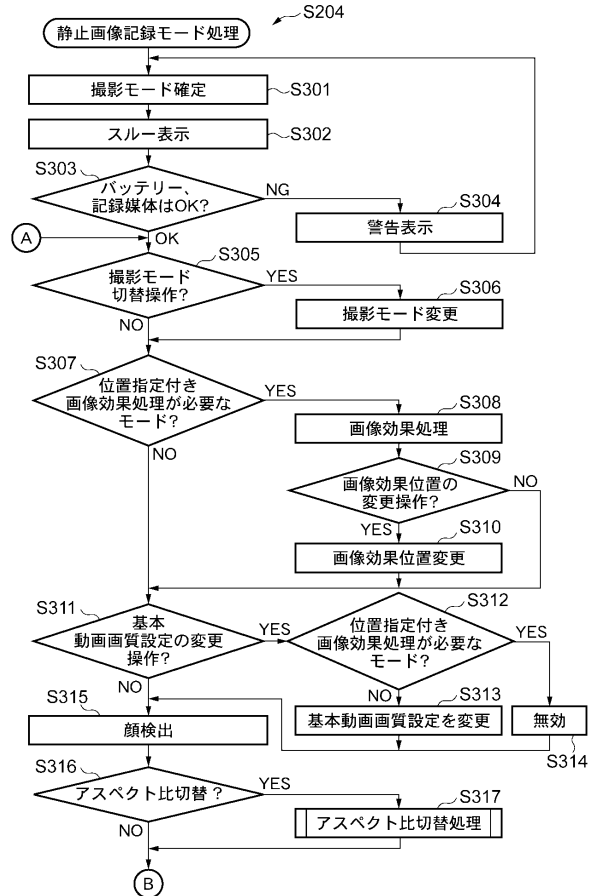 S204
静止画像記録モード処理
撮影モード確定
S301
スルー表示
S302
S303
バッテリー、
記録媒体はOK?
NG
S304
警告表示
A
OK
S305
撮影モード
切替操作?
YES
S306
撮影モード変更
NO
S307
位置指定付き
画像効果処理が必要な
モード?
YES
S308
画像効果処理
NO
S309
画像効果位置の
変更操作?
NO
YES
S310
画像効果位置変更
S311
基本
動画画質設定の変更
操作?
YES
S312
位置指定付き
画像効果処理が必要な
モード?
YES
NO
NO
S313
基本動画画質設定を変更
無効
S314
S315
顔検出
S316
アスペクト比切替?
YES
S317
アスペクト比切替処理
NO
B